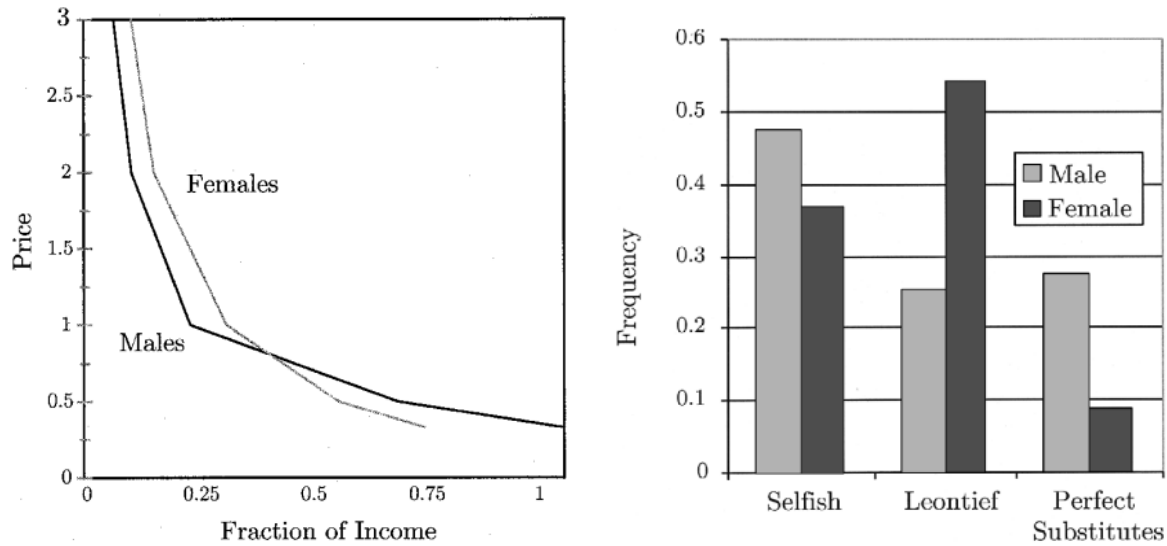 3
2.5
2
1.5
1
0.5
0
Price
Females
Males
0 0.25 0.5 0.75 1
Fraction of Income
0.6
0.5
0.4
0.3
0.2
0.1
0
Frequency
Male
Female
Selfish Leontief Perfect
Substitutes